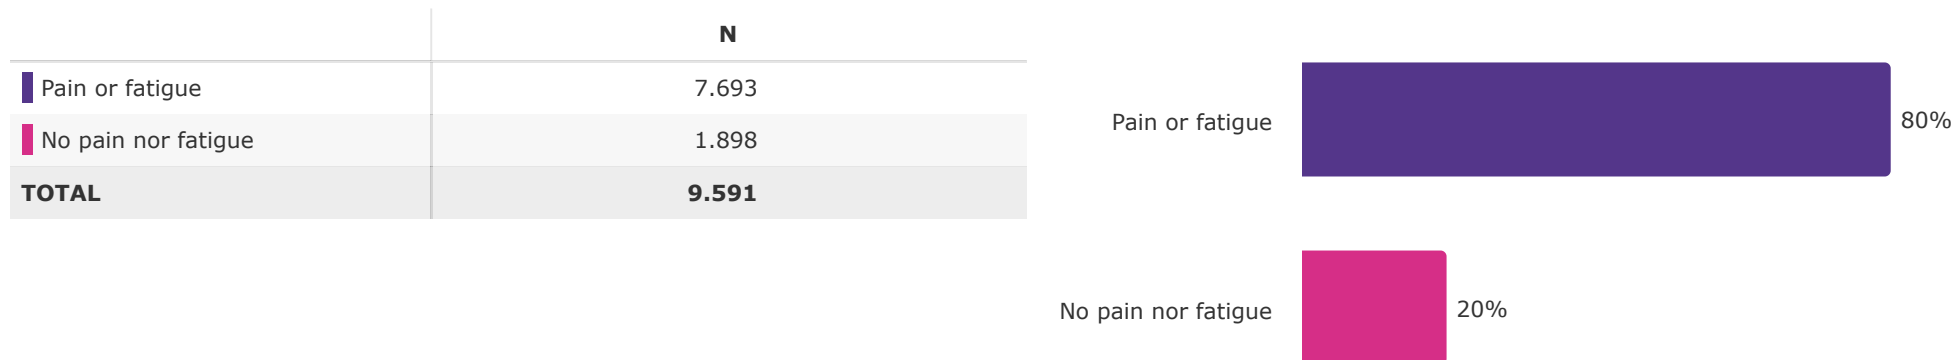 N
Pain or fatigue 7.693
No pain nor fatigue 1.898
TOTAL 9.591
Pain or fatigue 80%
No pain nor fatigue 20%